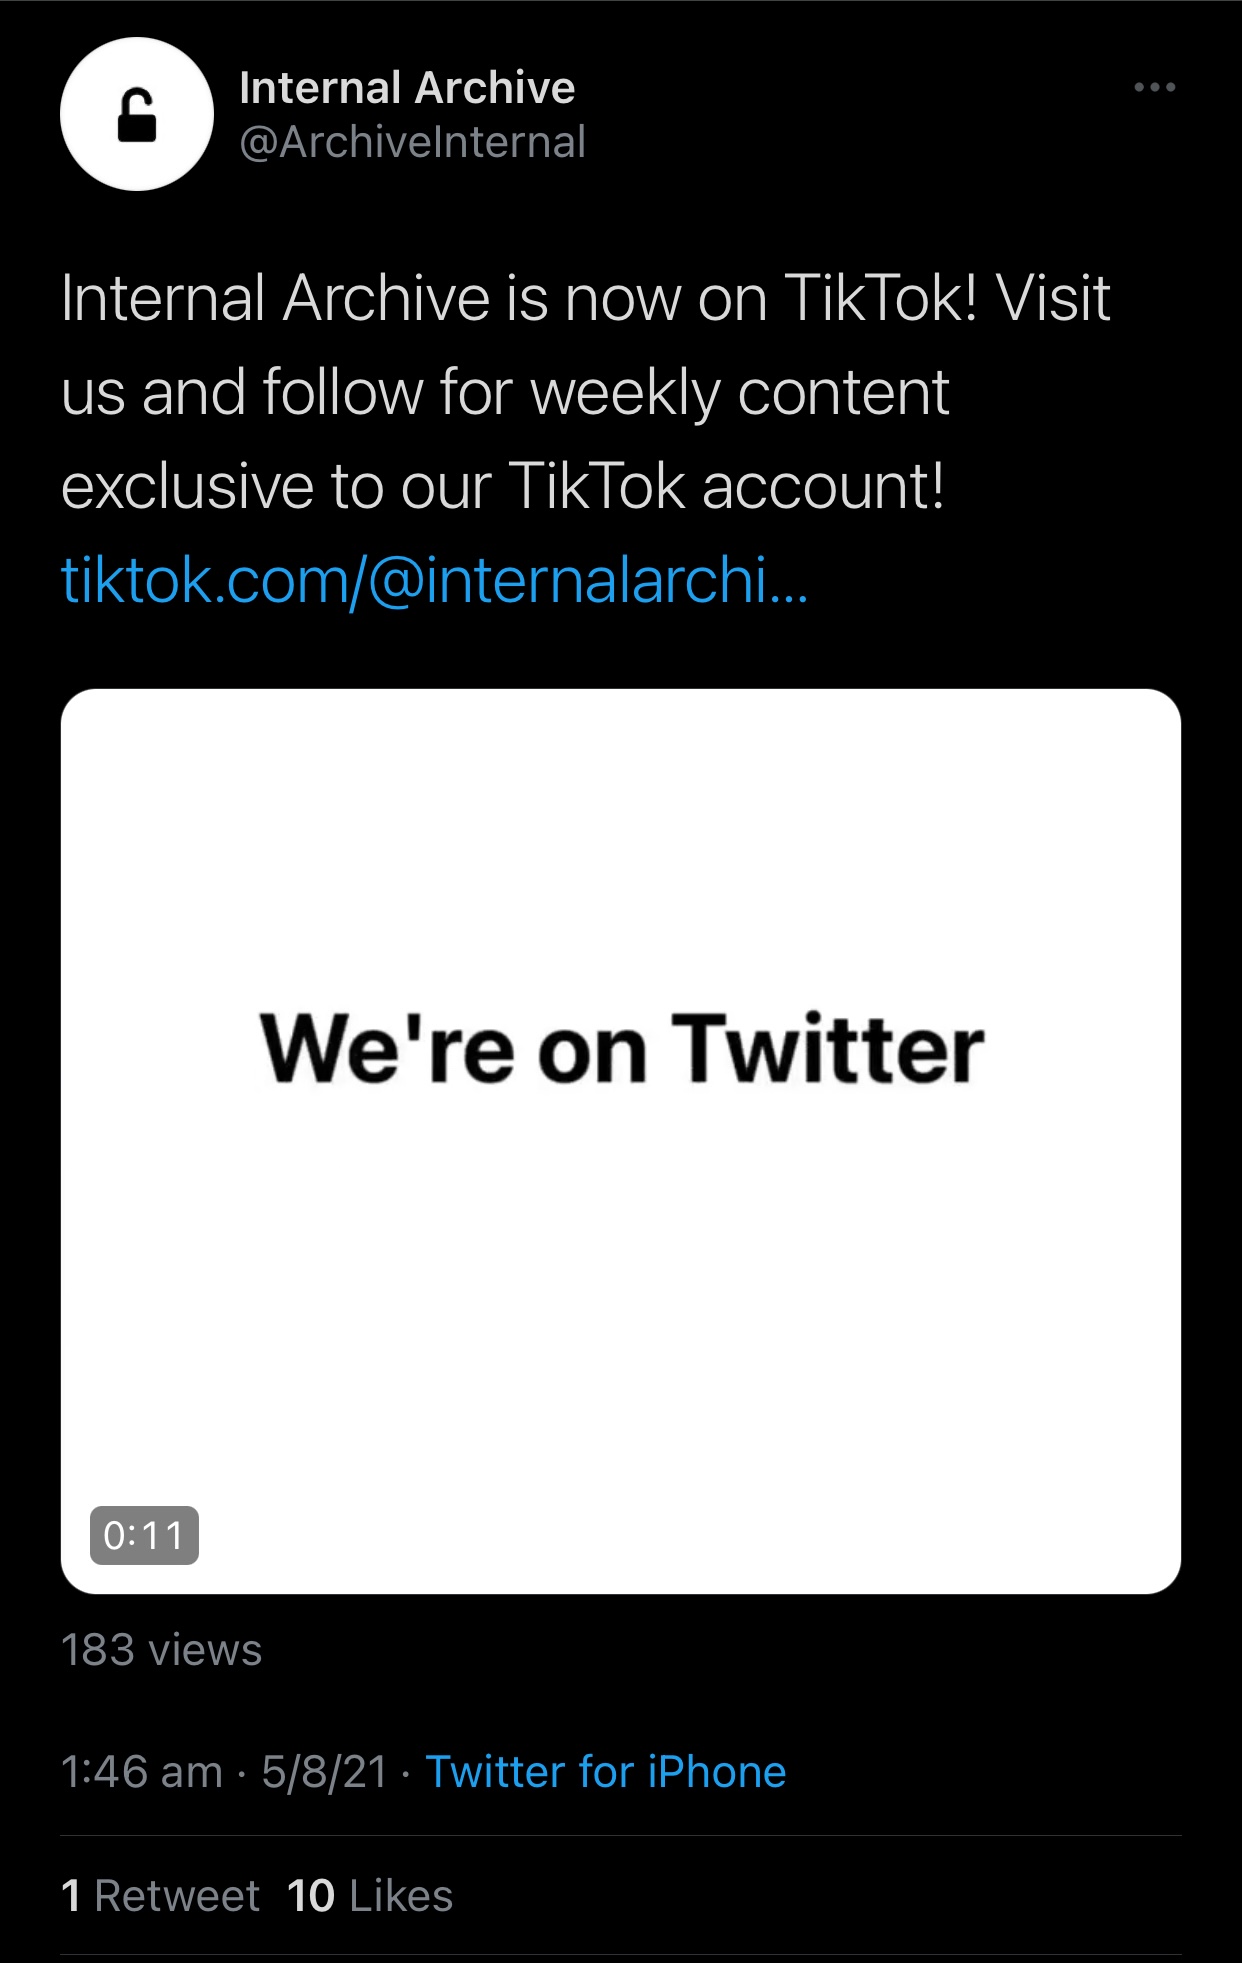 Internal Archive
@ArchiveInternal
Internal Archive is now on TikTok! Visit
us and follow for weekly content
exclusive to our TikTok account!
tiktok.com/@internalarchi...
We're on Twitter
0:11
183 views
1:46 am · 5/8/21 · Twitter for iPhone
1 Retweet 10 Likes